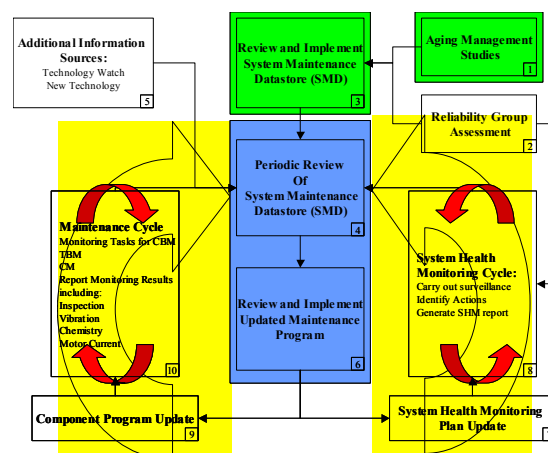 Additional Information
Sources:
Technology Watch
New Technology
5
Review and Implement
System Maintenance
Datastore (SMD)
3
Aging Management
Studies
1
Reliability Group
Assessment
2
Periodic Review
Of
System Maintenance
Datastore (SMD)
4
Maintenance Cycle
Monitoring Tasks for CBM
TBM
CM
Report Monitoring Results
including:
Inspection
Vibration
Chemistry
Motor Current
10
System Health
Monitoring Cycle:
Carry out surveillance
Identify Actions
Generate SHM report
8
Review and Implement
Updated Maintenance
Program
6
Component Program Update
9
System Health Monitoring
Plan Update